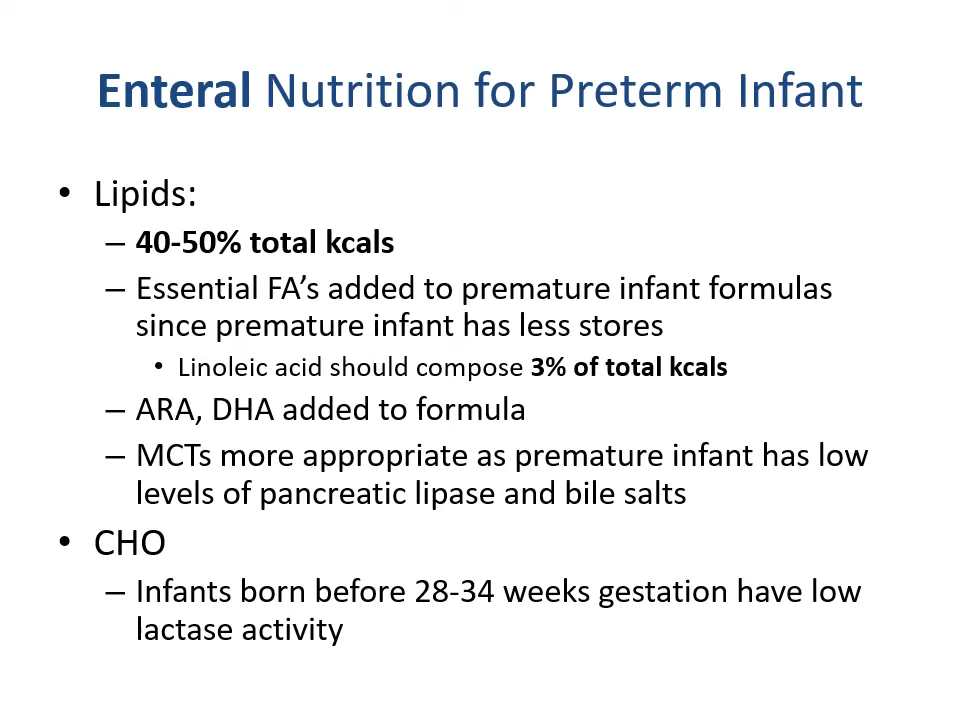 Enteral Nutrition for Preterm Infant
• Lipids:
– 40-50% total kcals
– Essential FA’s added to premature infant formulas
since premature infant has less stores
• Linoleic acid should compose 3% of total kcals
– ARA, DHA added to formula
– MCTs more appropriate as premature infant has low
levels of pancreatic lipase and bile salts
• CHO
– Infants born before 28-34 weeks gestation have low
lactase activity